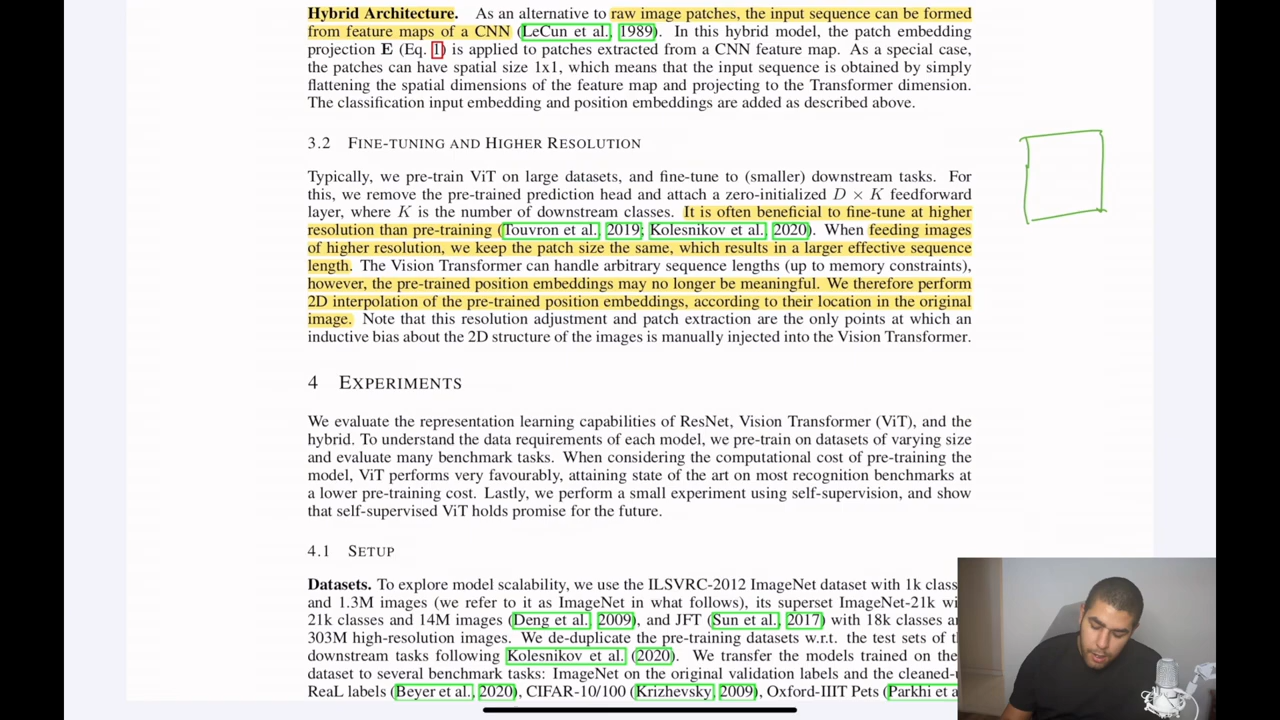 Hybrid Architecture. As an alternative to raw image patches, the input sequence can be formed
from feature maps of a CNN (LeCun et al., 1989). In this hybrid model, the patch embedding
projection E (Eq. 1) is applied to patches extracted from a CNN feature map. As a special case,
the patches can have spatial size 1x1, which means that the input sequence is obtained by simply
flattening the spatial dimensions of the feature map and projecting to the Transformer dimension.
The classification input embedding and position embeddings are added as described above.
3.2 FINE-TUNING AND HIGHER RESOLUTION
Typically, we pre-train ViT on large datasets, and fine-tune to (smaller) downstream tasks. For
this, we remove the pre-trained prediction head and attach a zero-initialized D × K feedforward
layer, where K is the number of downstream classes. It is often beneficial to fine-tune at higher
resolution than pre-training (Touvron et al., 2019; Kolesnikov et al., 2020). When feeding images
of higher resolution, we keep the patch size the same, which results in a larger effective sequence
length. The Vision Transformer can handle arbitrary sequence lengths (up to memory constraints),
however, the pre-trained position embeddings may no longer be meaningful. We therefore perform
2D interpolation of the pre-trained position embeddings, according to their location in the original
image. Note that this resolution adjustment and patch extraction are the only points at which an
inductive bias about the 2D structure of the images is manually injected into the Vision Transformer.
4 EXPERIMENTS
We evaluate the representation learning capabilities of ResNet, Vision Transformer (ViT), and the
hybrid. To understand the data requirements of each model, we pre-train on datasets of varying size
and evaluate many benchmark tasks. When considering the computational cost of pre-training the
model, ViT performs very favourably, attaining state of the art on most recognition benchmarks at
a lower pre-training cost. Lastly, we perform a small experiment using self-supervision, and show
that self-supervised ViT holds promise for the future.
4.1 SETUP
Datasets. To explore model scalability, we use the ILSVRC-2012 ImageNet dataset with 1k class
and 1.3M images (we refer to it as ImageNet in what follows), its superset ImageNet-21k wi
21k classes and 14M images (Deng et al., 2009), and JFT (Sun et al., 2017) with 18k classes a
303M high-resolution images. We de-duplicate the pre-training datasets w.r.t. the test sets of t
downstream tasks following Kolesnikov et al. (2020). We transfer the models trained on the
dataset to several benchmark tasks: ImageNet on the original validation labels and the cleaned-
ReaL labels (Beyer et al., 2020), CIFAR-10/100 (Krizhevsky, 2009), Oxford-IIIT Pets (Parkhi et a